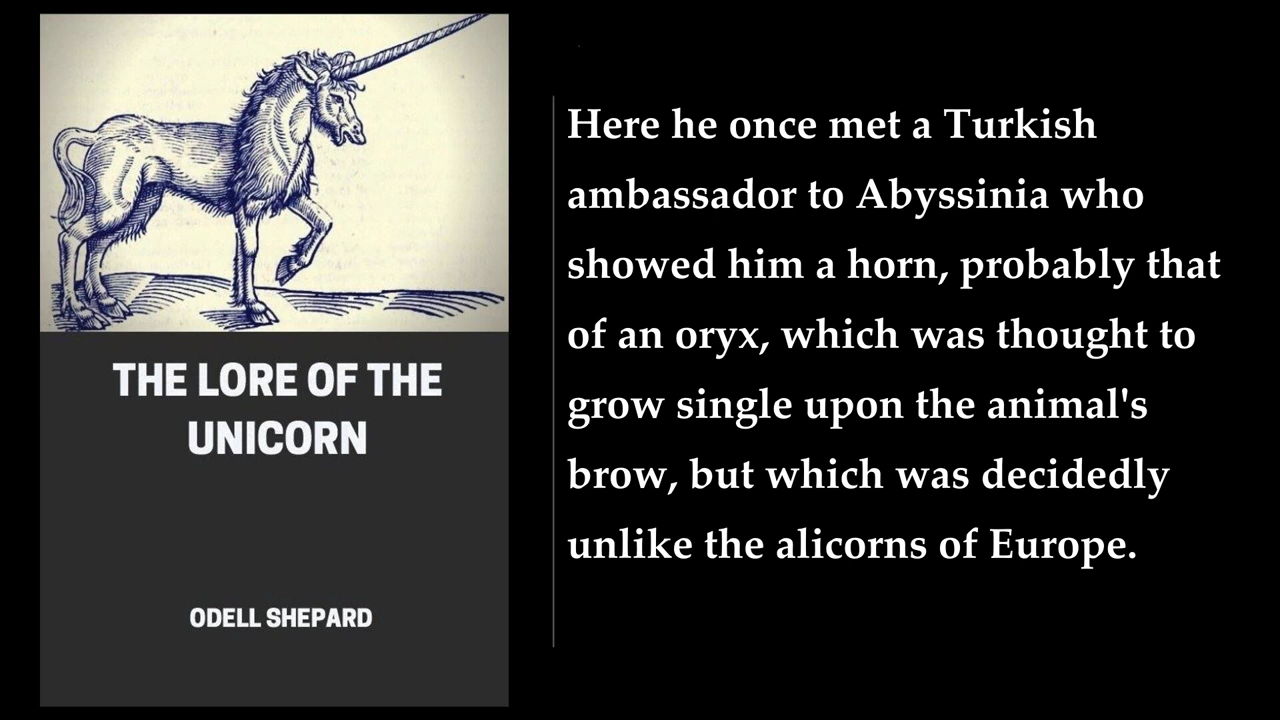 THE LORE OF THE
UNICORN
ODELL SHEPARD
Here he once met a Turkish
ambassador to Abyssinia who
showed him a horn, probably that
of an oryx, which was thought to
grow single upon the animal's
brow, but which was decidedly
unlike the alicorns of Europe.